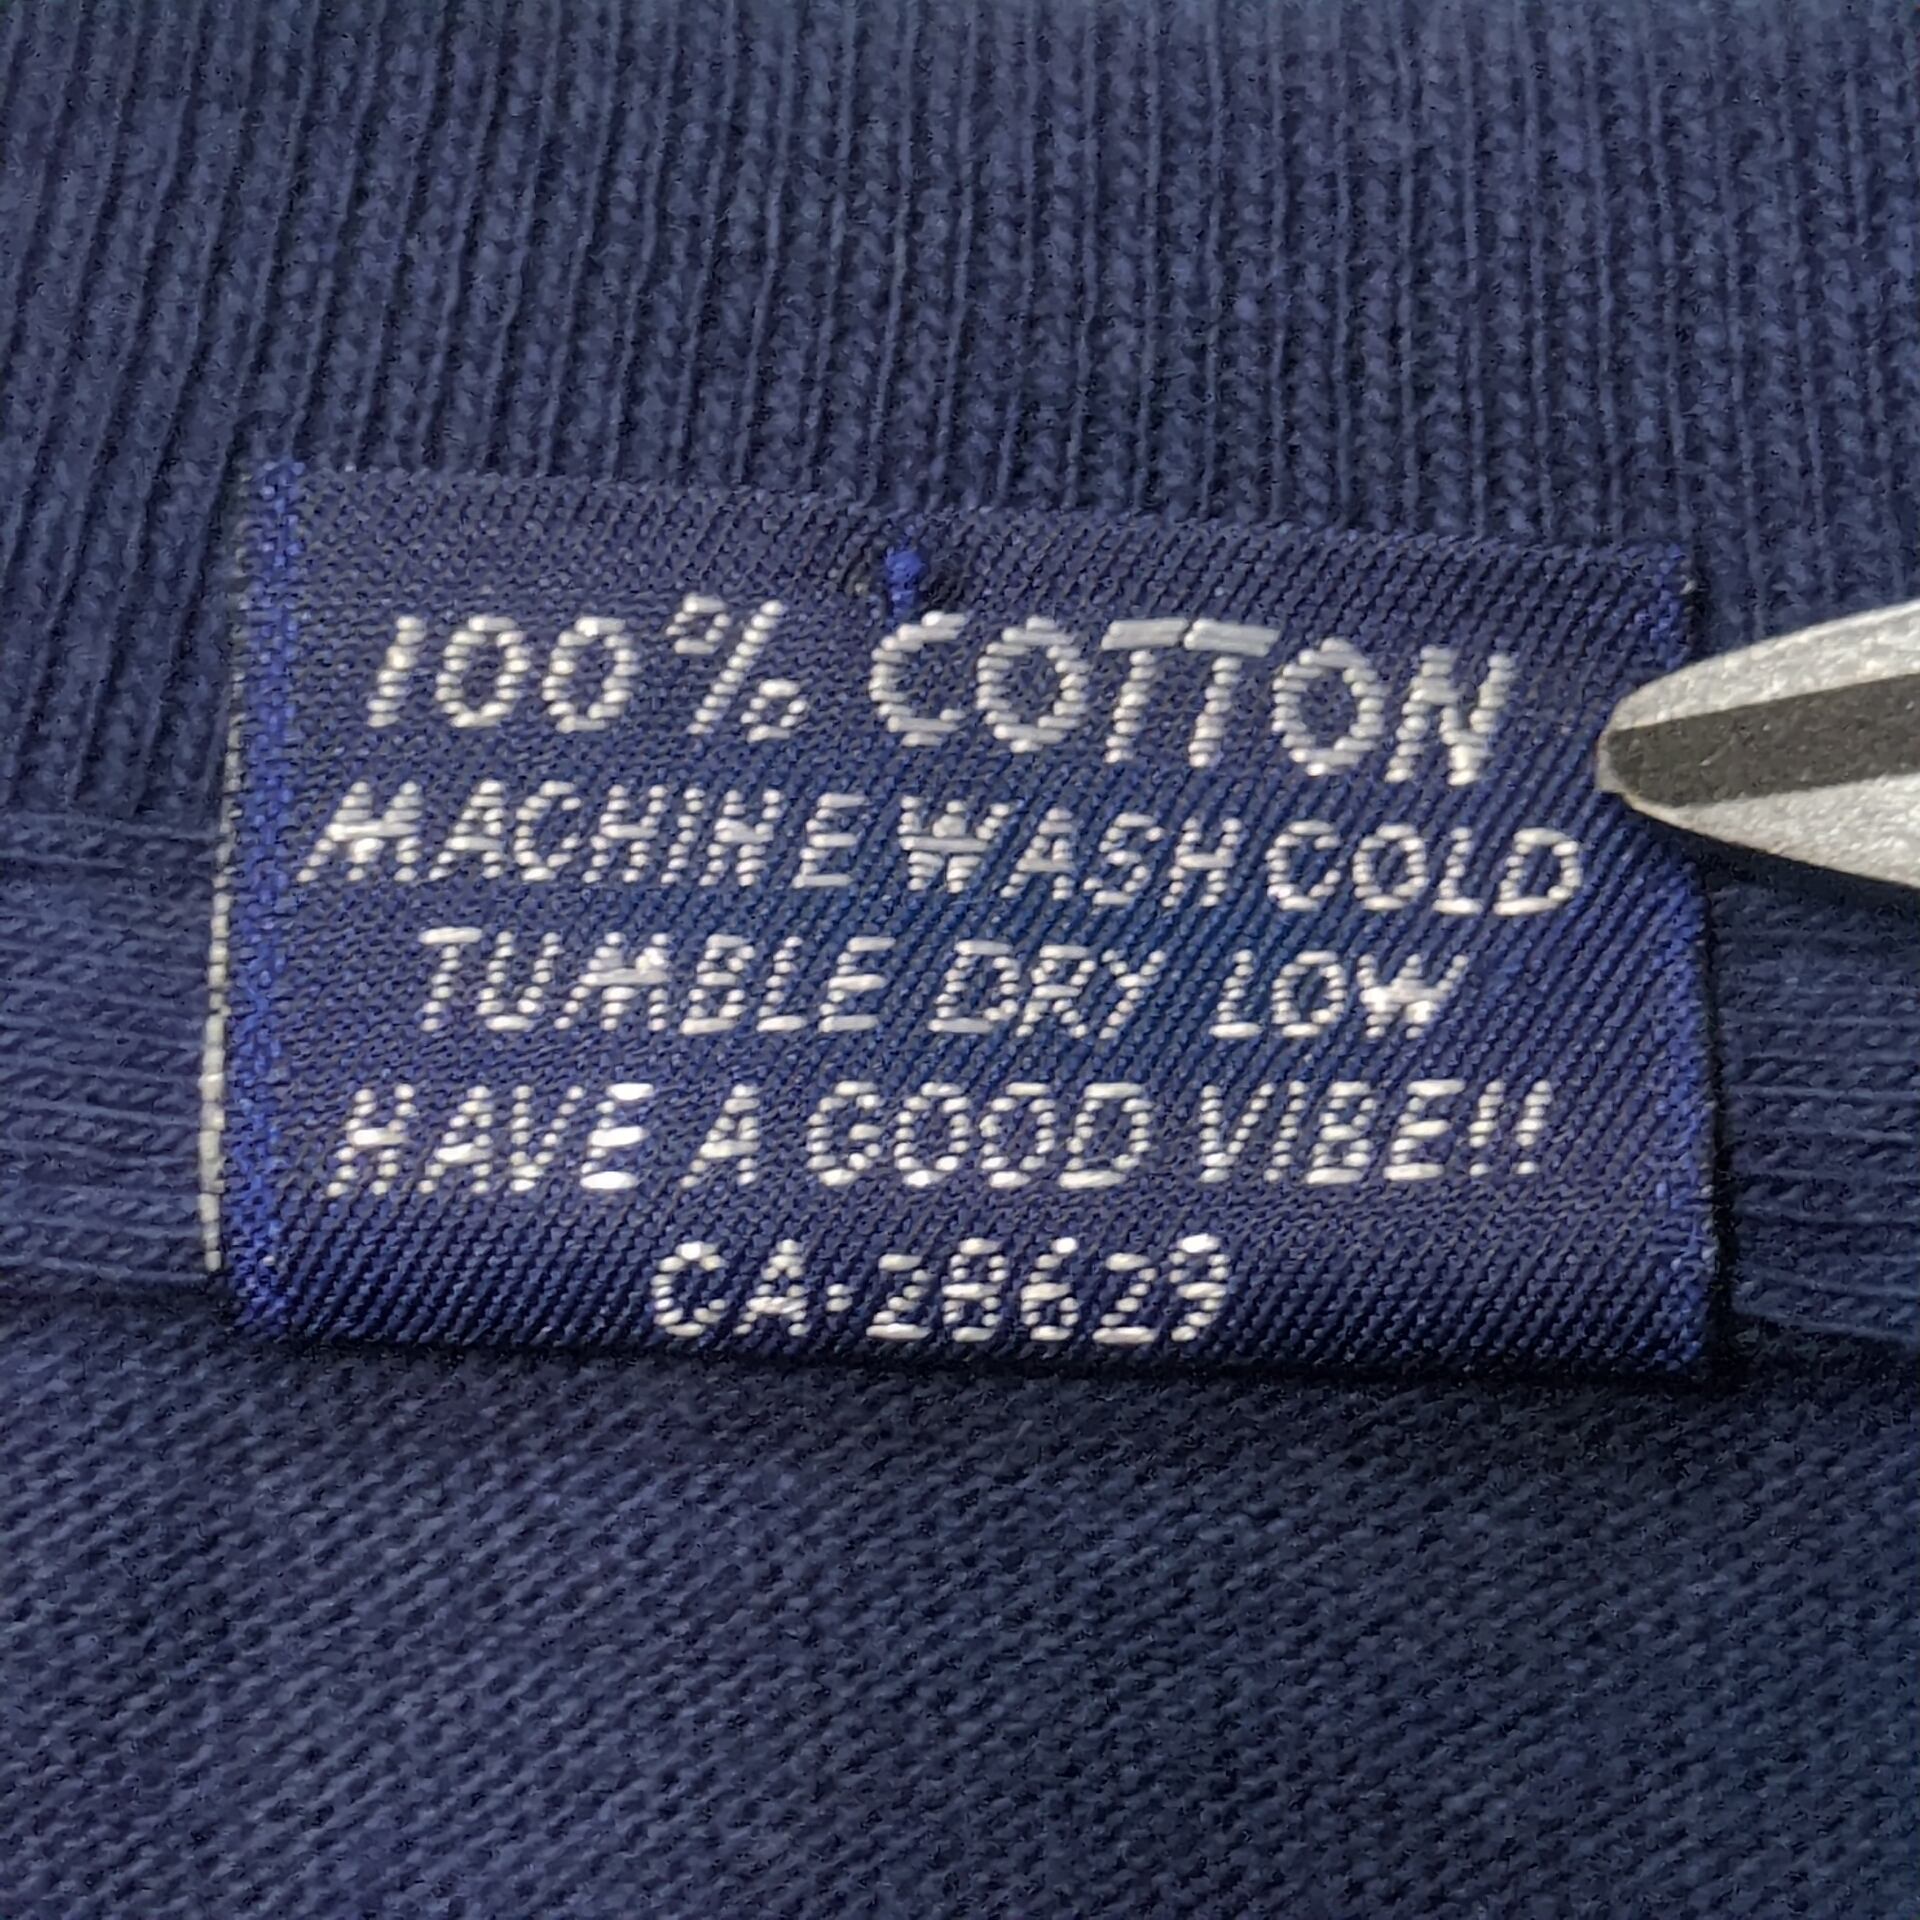 100% COTTON
MACHINE WASH COLD
TUMBLE DRY LOW
HAVE A GOOD VIBE!!
CA·28629